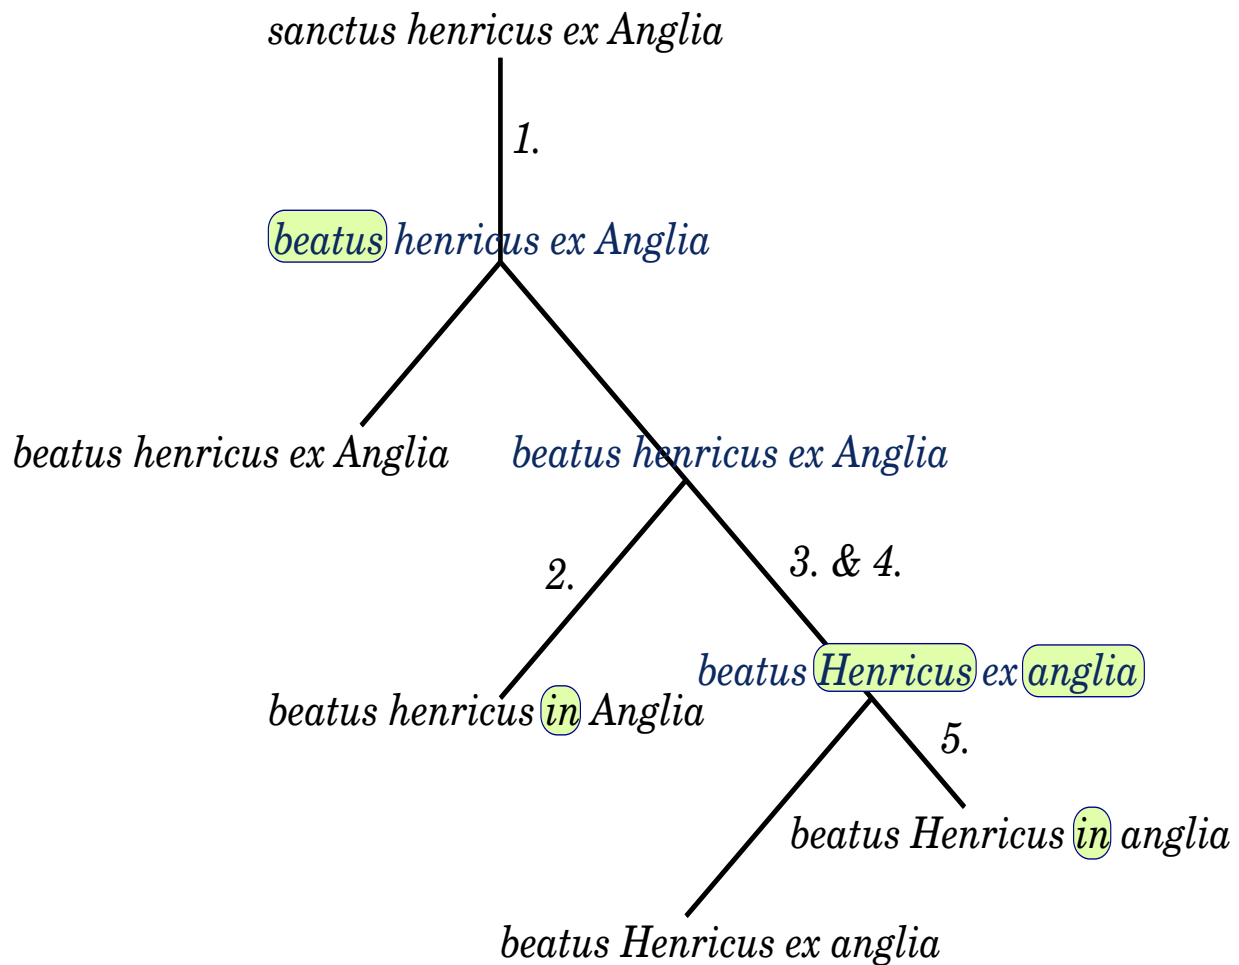 sanctus henricus ex Anglia
1.
beatus henricus ex Anglia
beatus henricus ex Anglia
beatus henricus ex Anglia
2.
3. & 4.
beatus Henricus ex anglia
beatus henricus in Anglia
5.
beatus Henricus in anglia
beatus Henricus ex anglia